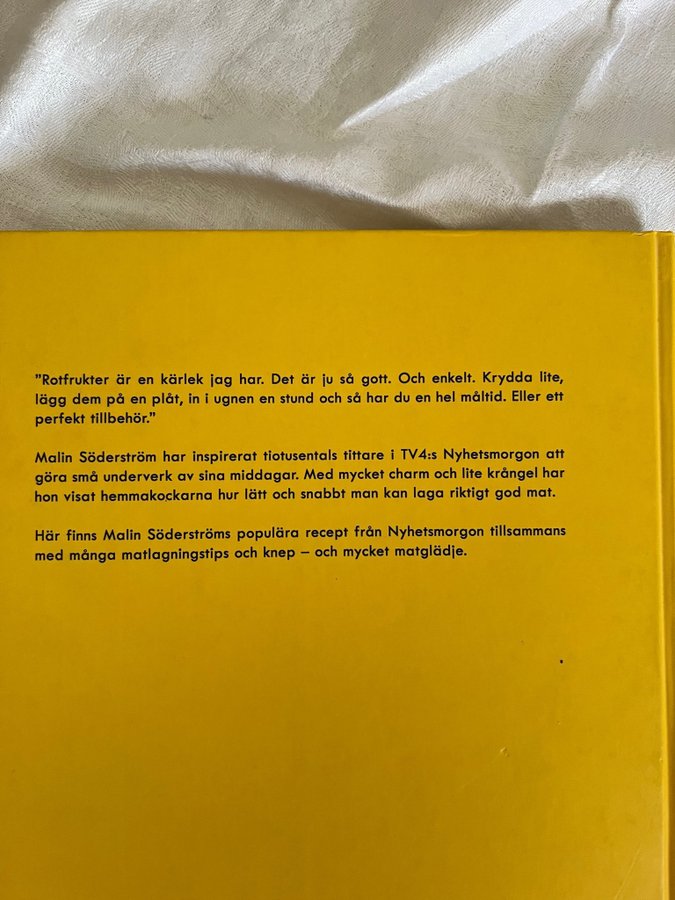 ”Rotfrukter är en kärlek jag har. Det är ju så gott. Och enkelt. Krydda lite,
lägg dem på en plåt, in i ugnen en stund och så har du en hel måltid. Eller ett
perfekt tillbehör.”
Malin Söderström har inspirerat tiotusentals tittare i TV4:s Nyhetsmorgon att
göra små underverk av sina middagar. Med mycket charm och lite krångel har
hon visat hemmakockarna hur lätt och snabbt man kan laga riktigt god mat.
Här finns Malin Söderströms populära recept från Nyhetsmorgon tillsammans
med många matlagningstips och knep – och mycket matglädje.